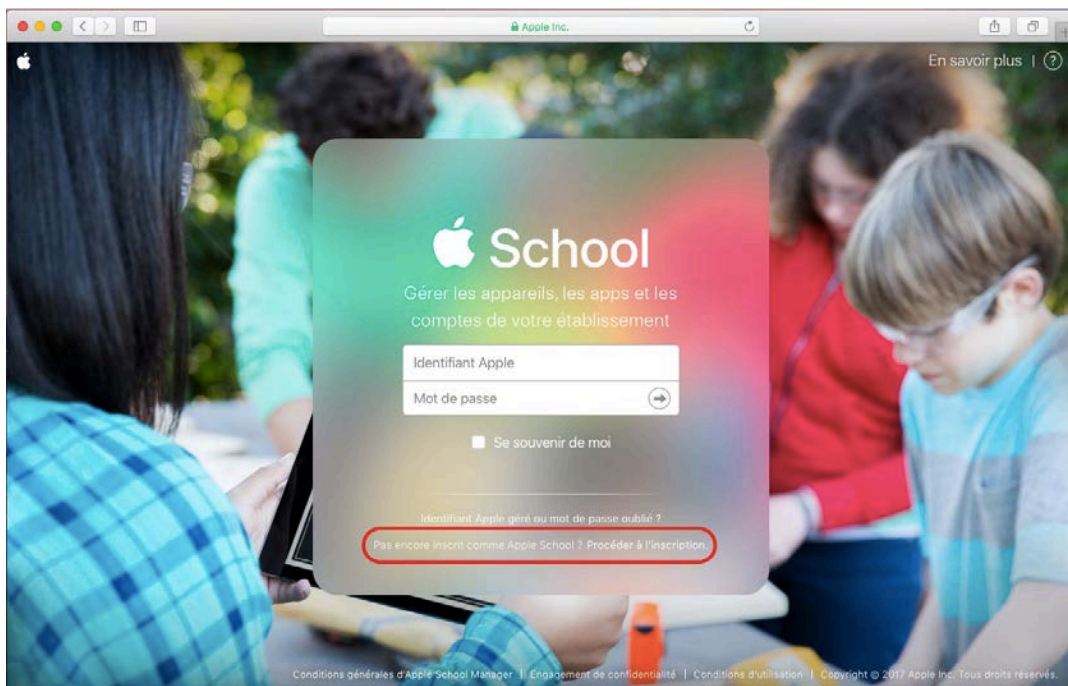 Apple Inc.
En savoir plus | ?
School
Gérer les appareils, les apps et les
comptes de votre établissement
Identifiant Apple
Mot de passe
Se souvenir de moi
Identifiant Apple géré ou mot de passe oublié ?
Pas encore inscrit comme Apple School ? Procéder à l'inscription.
Conditions générales d'Apple School Manager | Engagement de confidentialité | Conditions d'utilisation | Copyright © 2017 Apple Inc. Tous droits réservés.